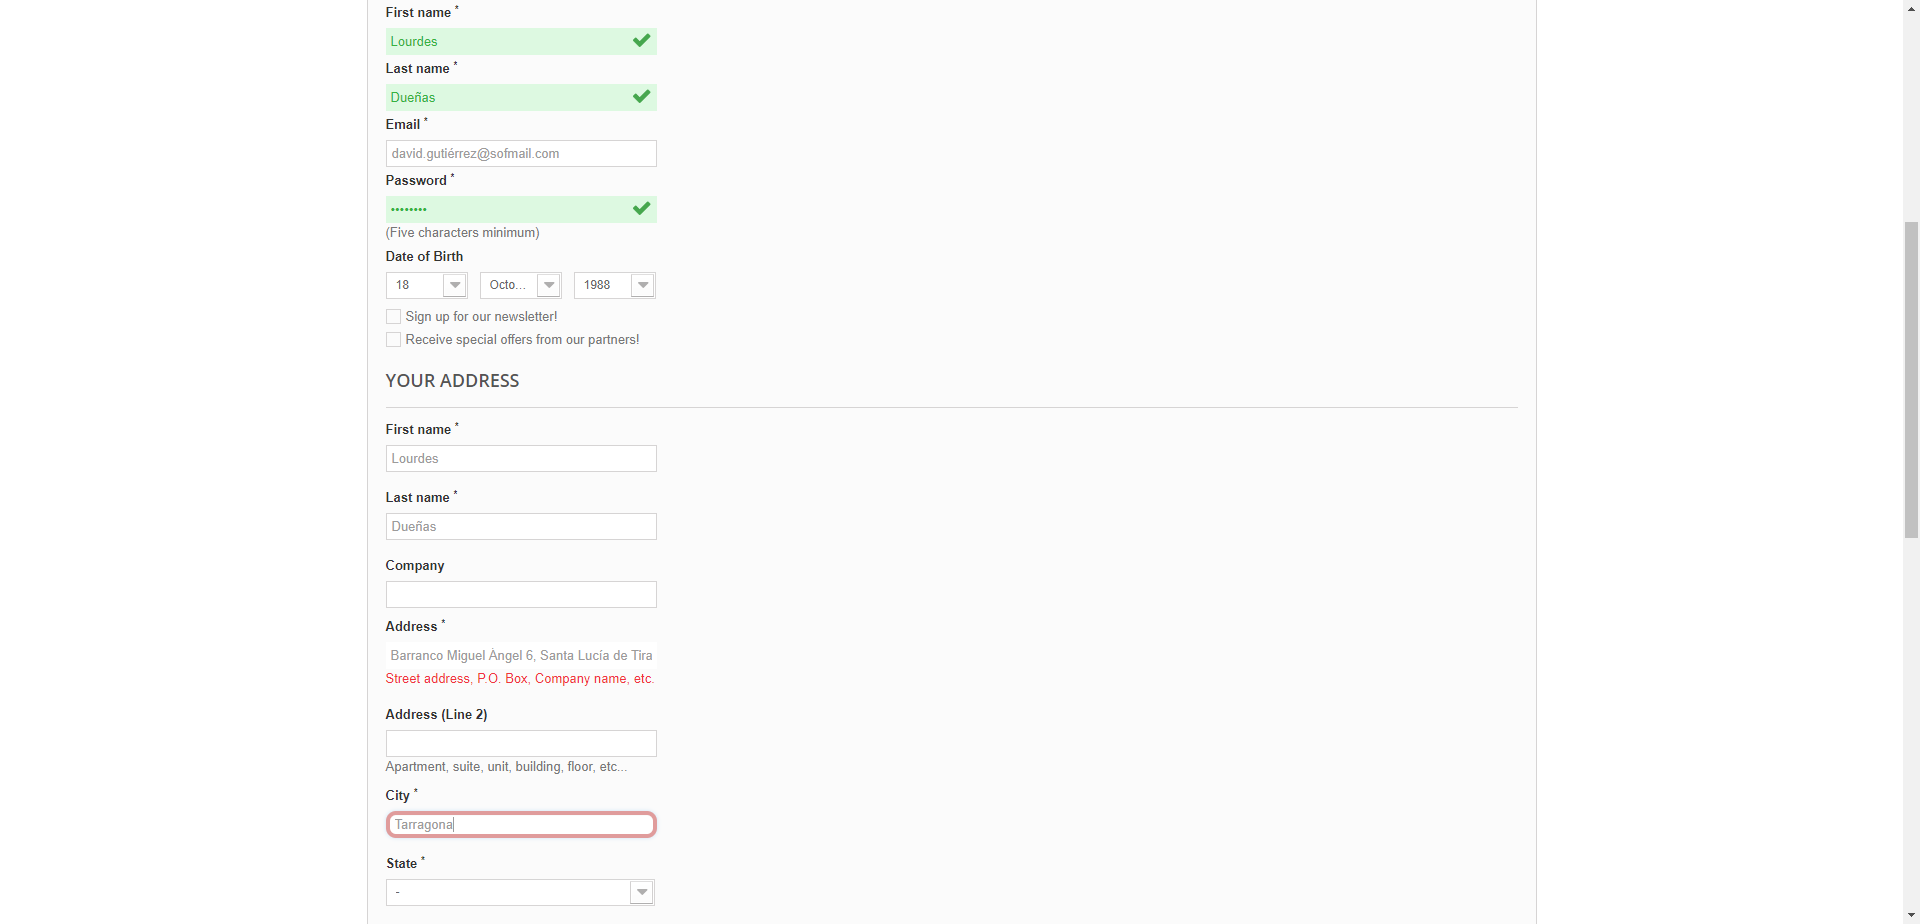 First name *
Lourdes
Last name *
Dueñas
Email *
david.gutiérrez@sofmail.com
Password *
••••••••
(Five characters minimum)
Date of Birth
18 Octo... 1988
Sign up for our newsletter!
Receive special offers from our partners!
YOUR ADDRESS
First name *
Lourdes
Last name *
Dueñas
Company
Address *
Barranco Miguel Ángel 6, Santa Lucía de Tira
Street address, P.O. Box, Company name, etc.
Address (Line 2)
Apartment, suite, unit, building, floor, etc...
City *
Tarragona
State *
-